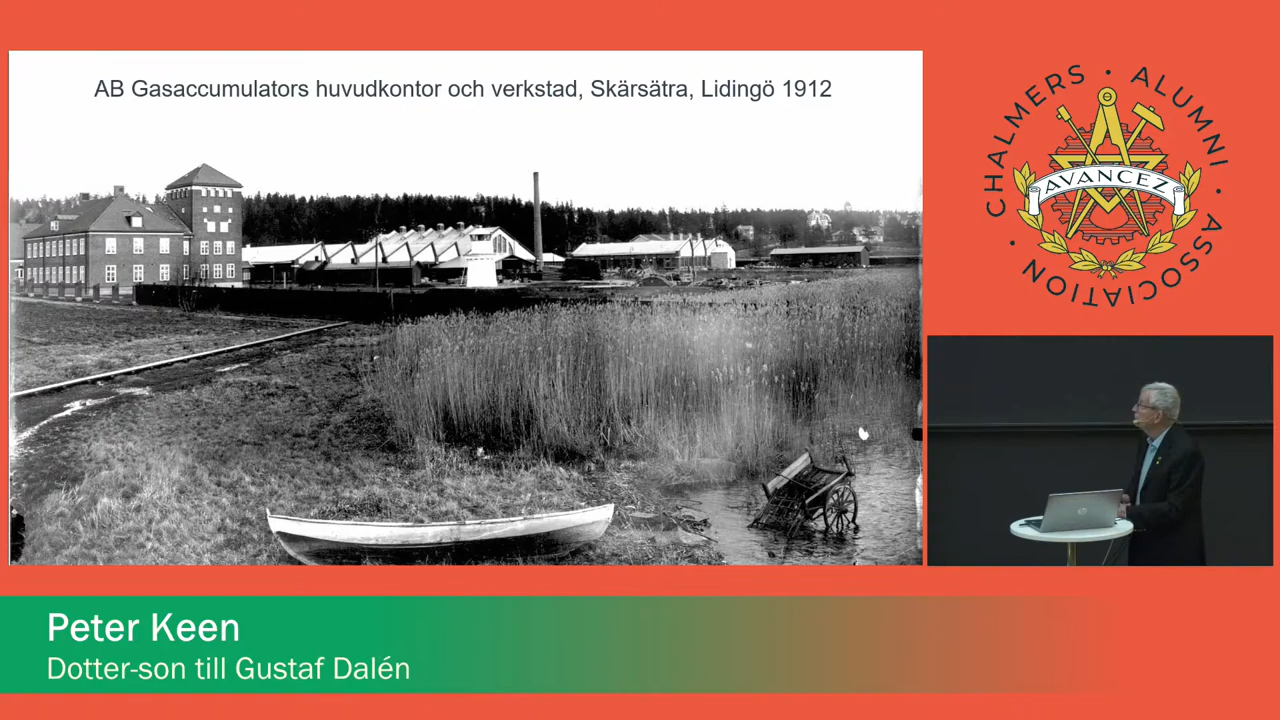 AB Gasaccumulators huvudkontor och verkstad, Skärsätra, Lidingö 1912
CHALMERS • ALUMNI • ASSOCIATION •
AVANCEZ
Peter Keen
Dotter-son till Gustaf Dalén